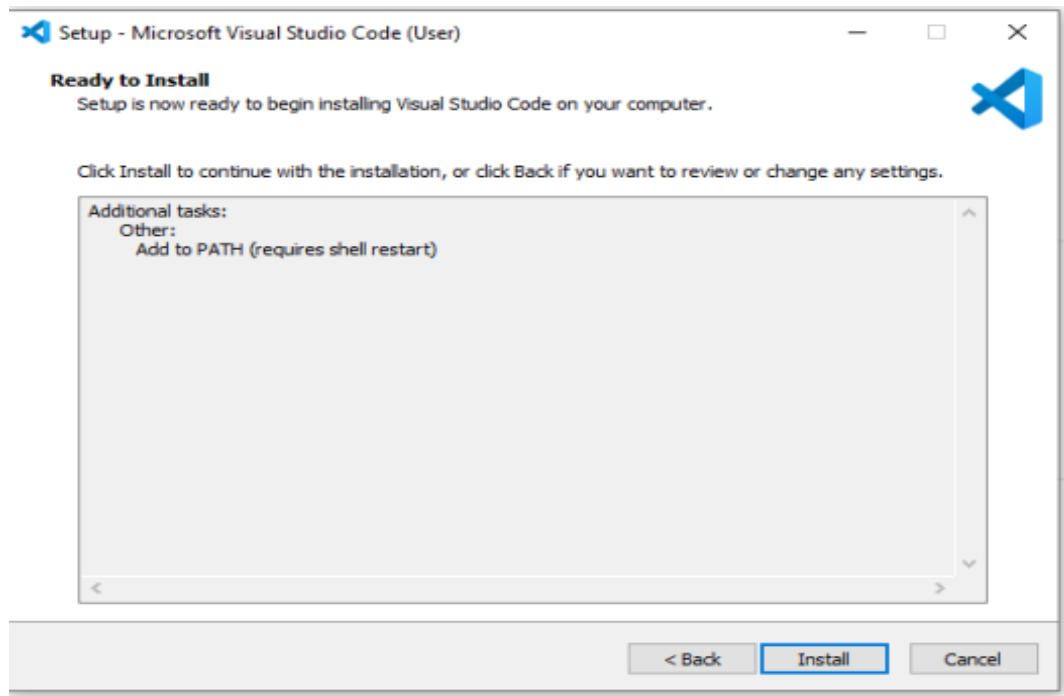 Setup - Microsoft Visual Studio Code (User)
Ready to Install
Setup is now ready to begin installing Visual Studio Code on your computer.
Click Install to continue with the installation, or click Back if you want to review or change any settings.
Additional tasks:
Other:
Add to PATH (requires shell restart)
< Back
Install
Cancel